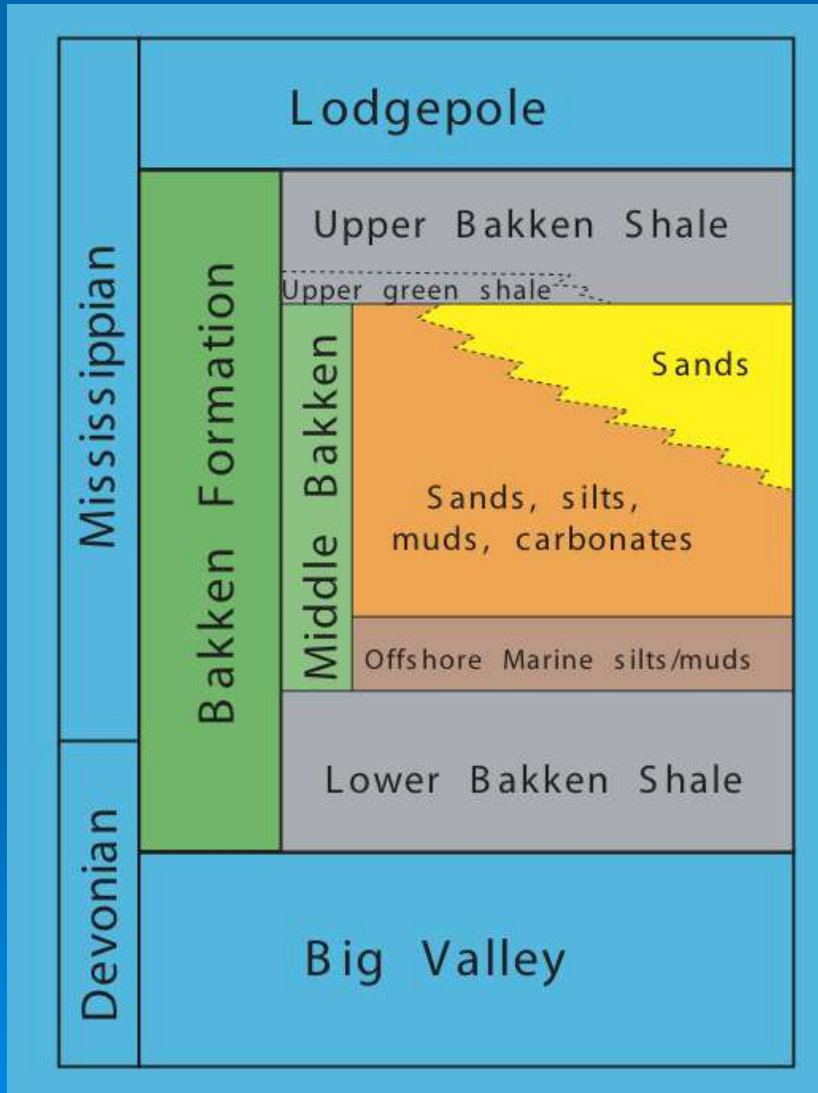 Lodgepole
Mississippian
Bakken Formation
Upper Bakken Shale
Upper green shale
Middle Bakken
Sands
Sands, silts,
muds, carbonates
Offshore Marine silts/muds
Lower Bakken Shale
Devonian
Big Valley